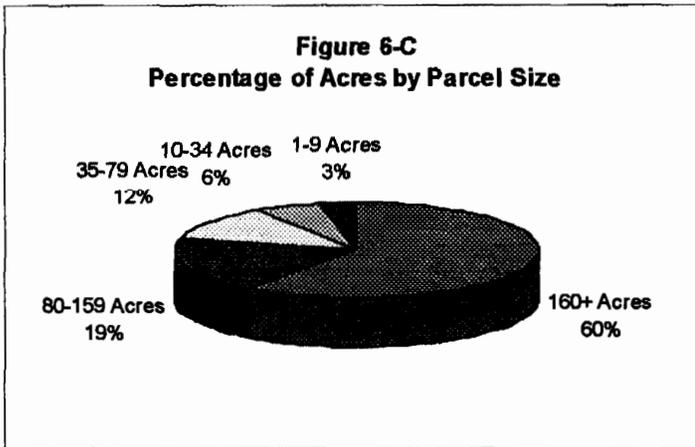 Figure 6-C
Percentage of Acres by Parcel Size
10-34 Acres
6%
1-9 Acres
3%
35-79 Acres
12%
80-159 Acres
19%
160+ Acres
60%